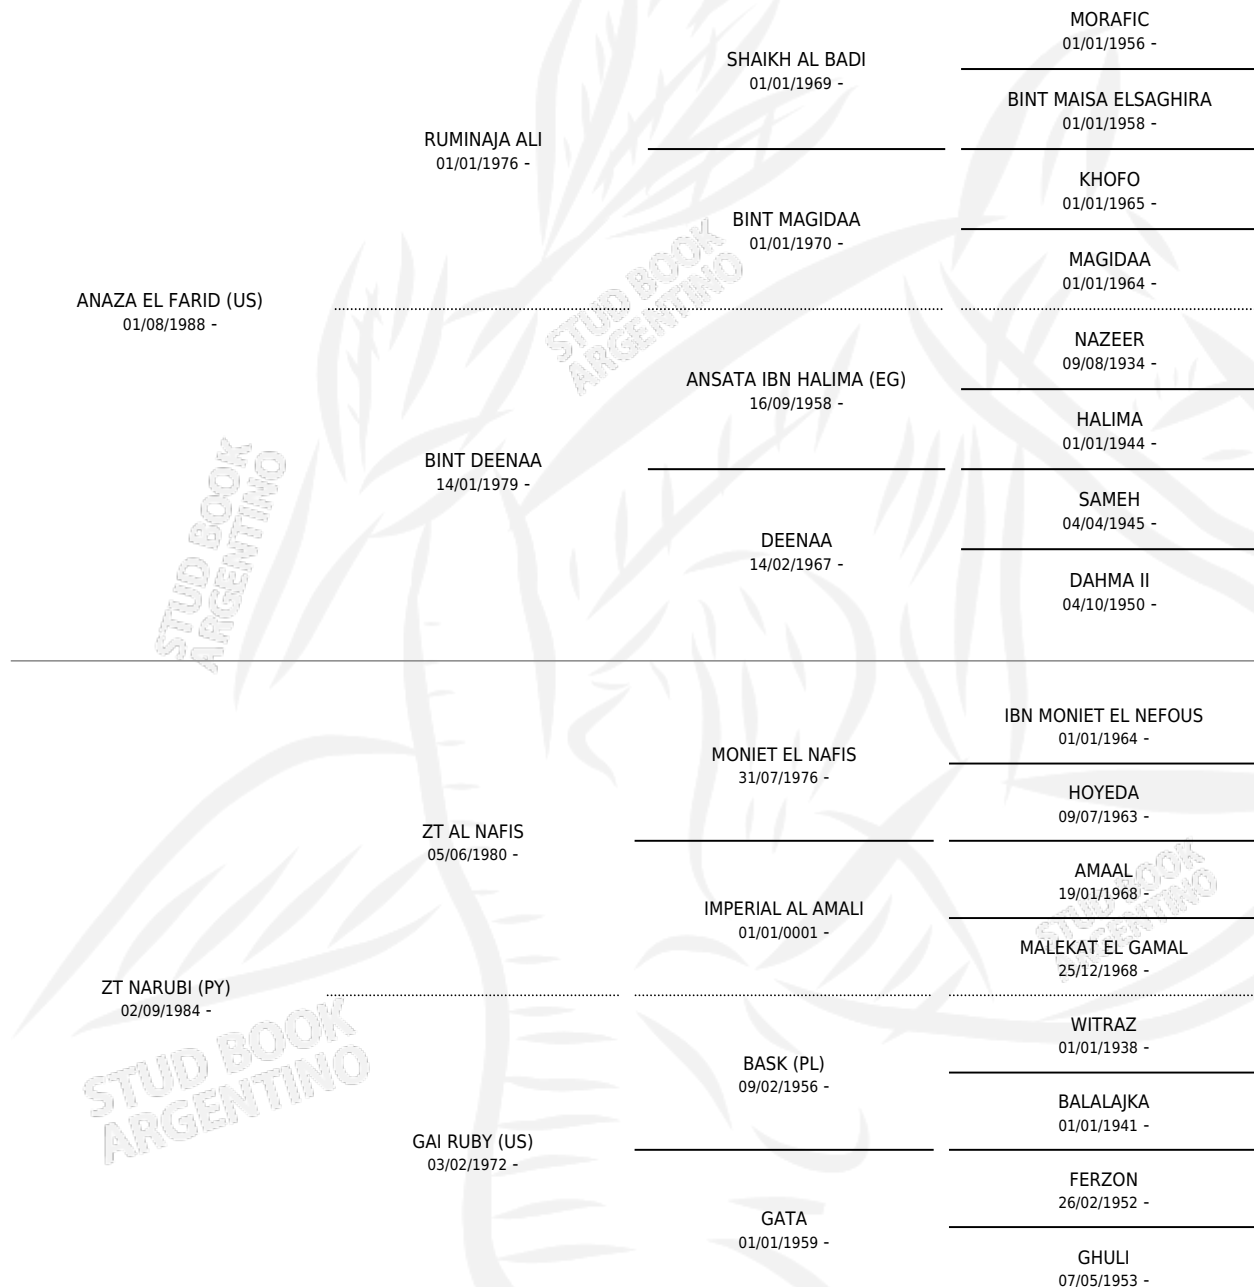 MORAFIC
01/01/1956 -
SHAIKH AL BADI
01/01/1969 -
BINT MAISA ELSAGHIRA
01/01/1958 -
RUMINAJA ALI
01/01/1976 -
KHOFO
01/01/1965 -
BINT MAGIDAA
01/01/1970 -
MAGIDAA
01/01/1964 -
ANAZA EL FARID (US)
01/08/1988 -
NAZEER
09/08/1934 -
ANSATA IBN HALIMA (EG)
16/09/1958 -
HALIMA
01/01/1944 -
BINT DEENAA
14/01/1979 -
SAMEH
04/04/1945 -
DEENAA
14/02/1967 -
DAHMA II
04/10/1950 -
IBN MONIET EL NEFOUS
01/01/1964 -
MONIET EL NAFIS
31/07/1976 -
HOYEDA
09/07/1963 -
ZT AL NAFIS
05/06/1980 -
AMAAL
19/01/1968 -
IMPERIAL AL AMALI
01/01/0001 -
MALEKAT EL GAMAL
25/12/1968 -
ZT NARUBI (PY)
02/09/1984 -
WITRAZ
01/01/1938 -
BASK (PL)
09/02/1956 -
BALALAJKA
01/01/1941 -
GAI RUBY (US)
03/02/1972 -
FERZON
26/02/1952 -
GATA
01/01/1959 -
GHULI
07/05/1953 -
STUD BOOK
ARGENTINO
STUD BOOK
ARGENTINO
STUD BOOK
ARGENTINO
STUD BOOK
ARGENTINO